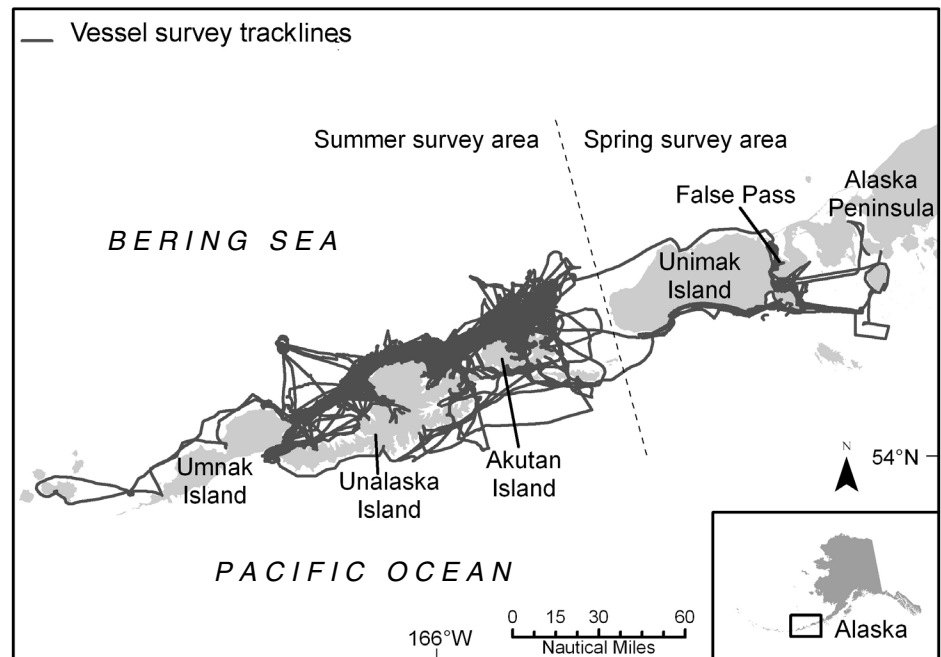 Vessel survey tracklines
Summer survey area
Spring survey area
False Pass
Alaska
Peninsula
BERING SEA
Unimak
Island
Umnak
Island
Unalaska
Island
Akutan
Island
N
54°N
PACIFIC OCEAN
0 15 30 60
Nautical Miles
166°W
Alaska